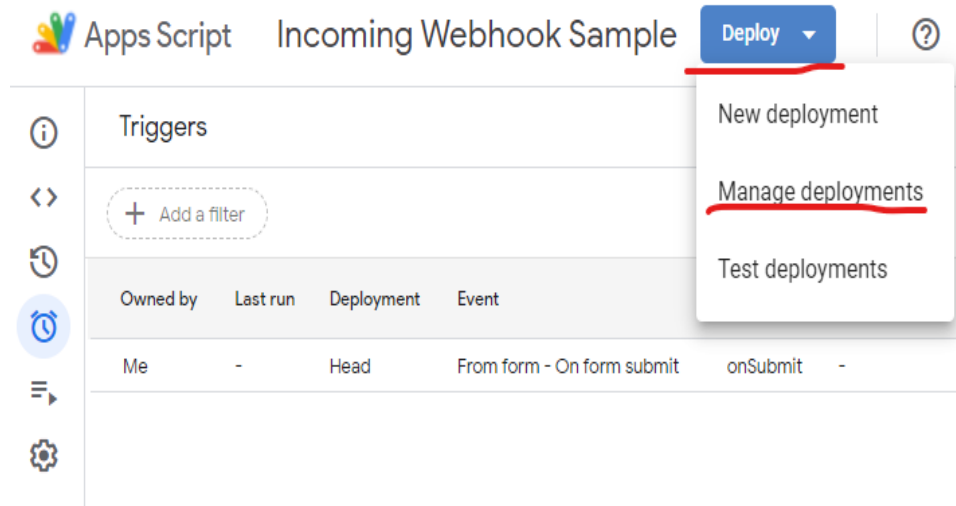 Apps Script Incoming Webhook Sample Deploy
New deployment
Triggers
Manage deployments
Add a filter
Test deployments
Owned by Last run Deployment Event
Me - Head From form - On form submit onSubmit -